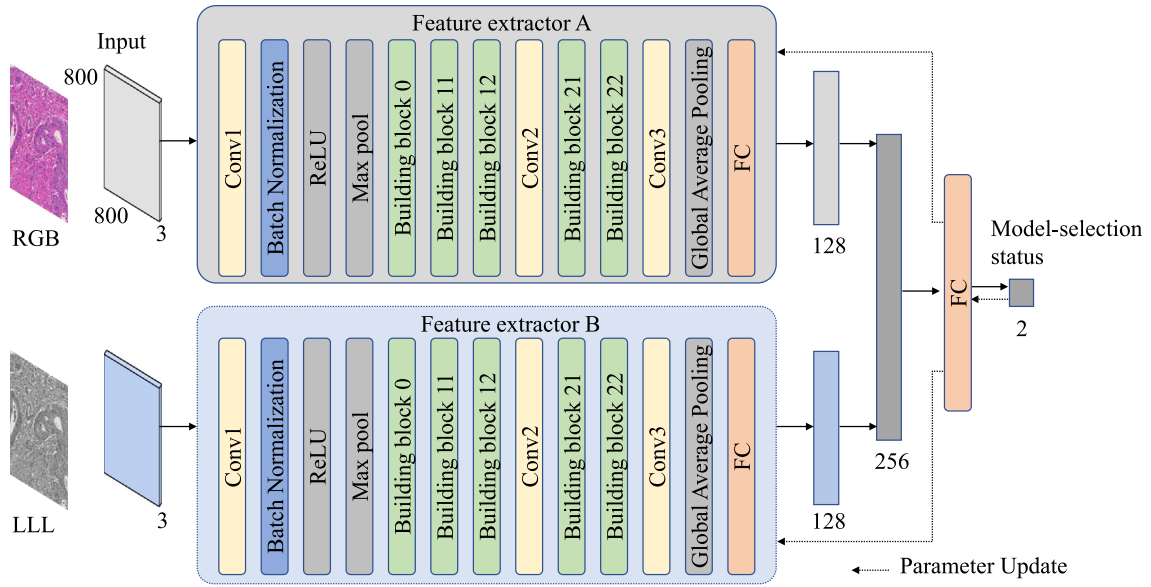 Feature extractor A
Input
800
800
3
RGB
Conv1
Batch Normalization
ReLU
Max pool
Building block 0
Building block 11
Building block 12
Conv2
Building block 21
Building block 22
Conv3
Global Average Pooling
FC
128
Feature extractor B
LLL
3
Conv1
Batch Normalization
ReLU
Max pool
Building block 0
Building block 11
Building block 12
Conv2
Building block 21
Building block 22
Conv3
Global Average Pooling
FC
128
256
FC
Model-selection
status
2
Parameter Update